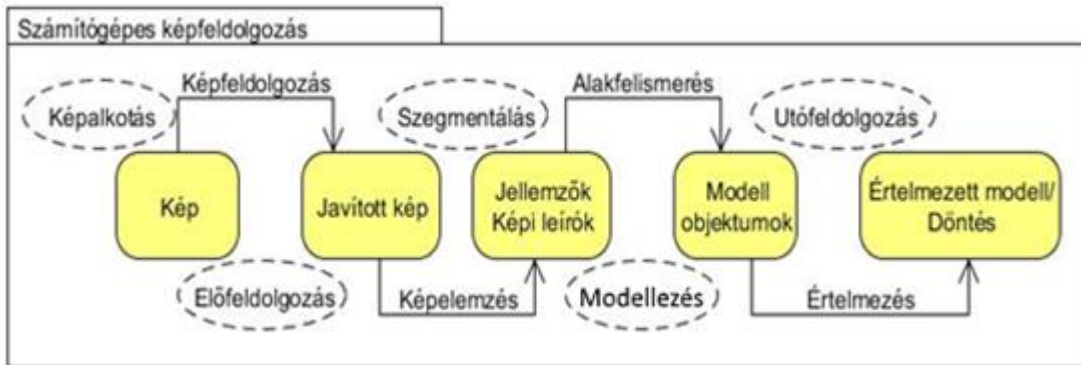 Számítógépes képfeldolgozás
Képfeldolgozás
Alakfelismerés
Képalkotás
Szegmentálás
Utófeldolgozás
Kép
Javított kép
Jellemzők
Képi leírók
Modell
objektumok
Értelmezett modell/
Döntés
Előfeldolgozás
Képelemzés
Modellezés
Értelmezés